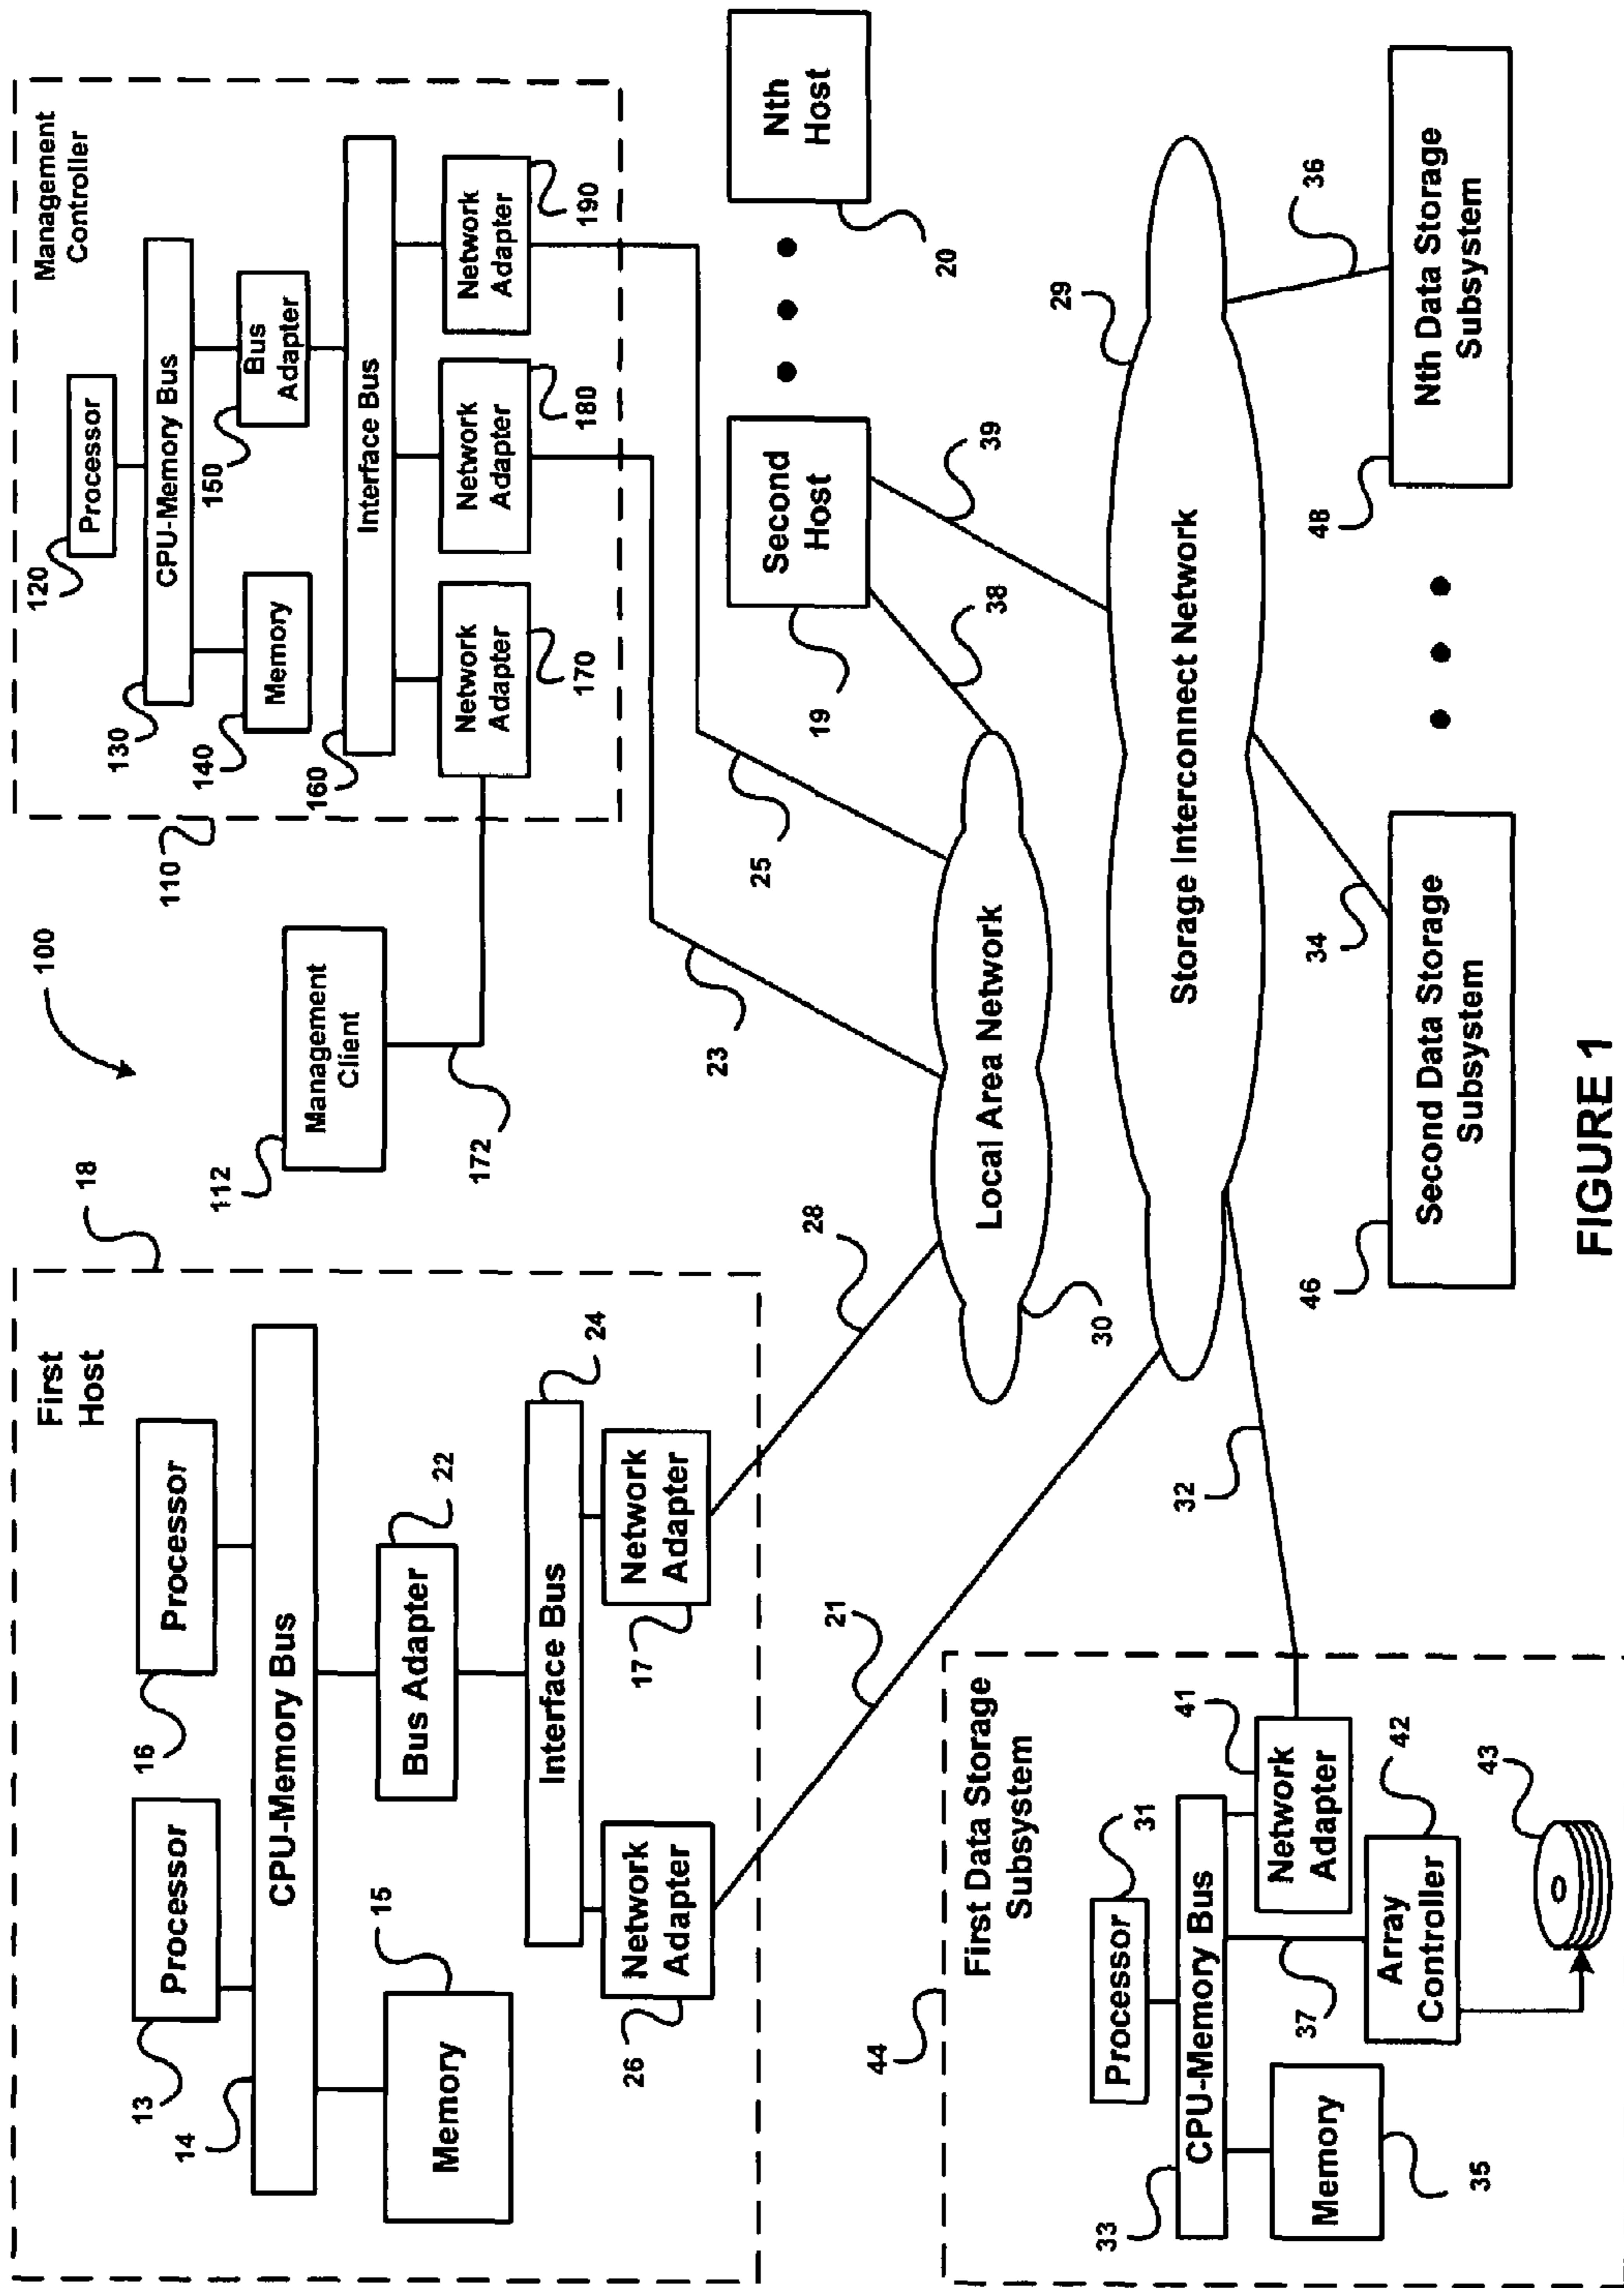 First
Host
18
Processor
16
Processor
13
14
CPU-Memory Bus
15
Memory
Bus Adapter
22
24
Interface Bus
Network
Adapter
17
Network
Adapter
26
28
21
100
Management
Client
112
172
Management
Controller
110
Processor
120
CPU-Memory Bus
130
Memory
140
Bus
Adapter
150
Interface Bus
160
Network
Adapter
170
Network
Adapter
180
Network
Adapter
190
23
25
Second
Host
19
38
39
Nth
Host
20
Local Area Network
30
Storage Interconnect Network
29
First Data Storage
Subsystem
44
Processor
31
CPU-Memory Bus
33
Memory
35
37
Network
Adapter
41
Array
Controller
42
43
32
Second Data Storage
Subsystem
46
34
Nth Data Storage
Subsystem
48
36
FIGURE 1